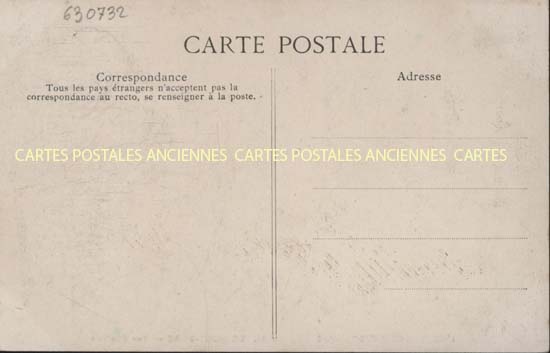 630732
CARTE POSTALE
Correspondance
Tous les pays étrangers n'acceptent pas la
correspondance au recto, se renseigner à la poste.
Adresse
CARTES POSTALES ANCIENNES CARTES POSTALES ANCIENNES CARTES